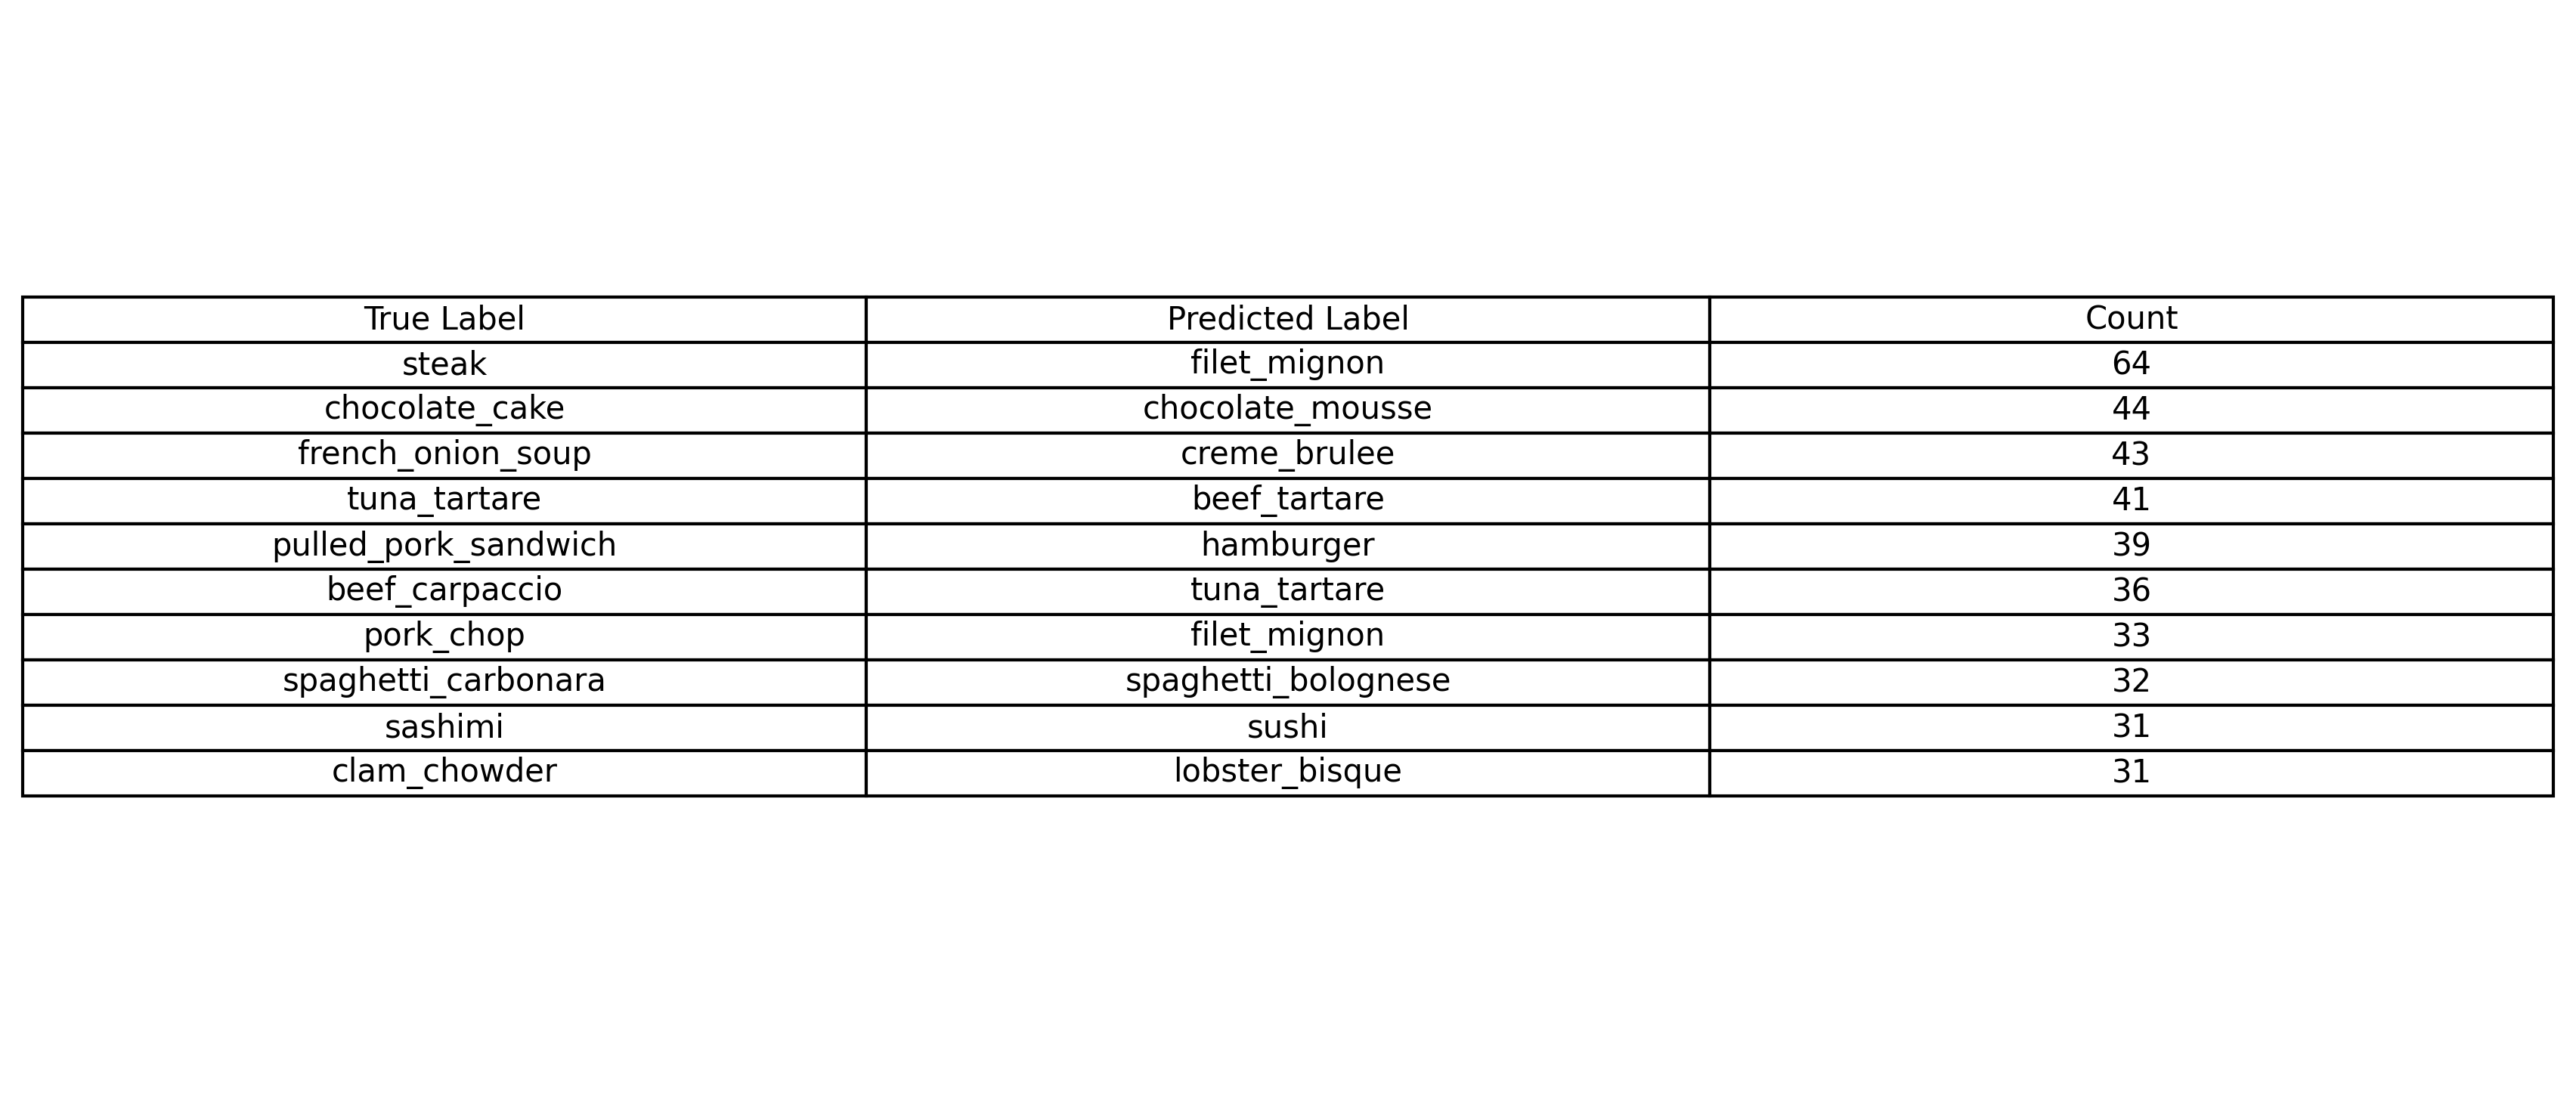 True Label Predicted Label Count
steak filet_mignon 64
chocolate_cake chocolate_mousse 44
french_onion_soup creme_brulee 43
tuna_tartare beef_tartare 41
pulled_pork_sandwich hamburger 39
beef_carpaccio tuna_tartare 36
pork_chop filet_mignon 33
spaghetti_carbonara spaghetti_bolognese 32
sashimi sushi 31
clam_chowder lobster_bisque 31